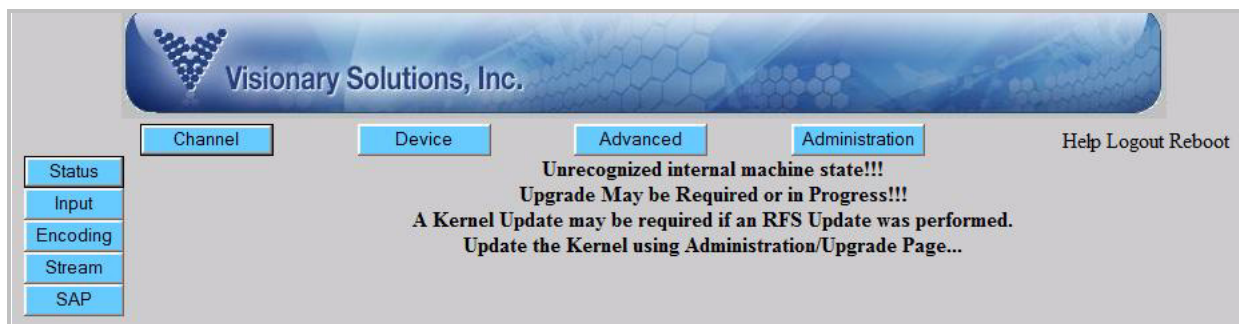 Visionary Solutions, Inc.
Channel Device Advanced Administration Help Logout Reboot
Status
Input
Encoding
Stream
SAP
Unrecognized internal machine state!!!
Upgrade May be Required or in Progress!!!
A Kernel Update may be required if an RFS Update was performed.
Update the Kernel using Administration/Upgrade Page...